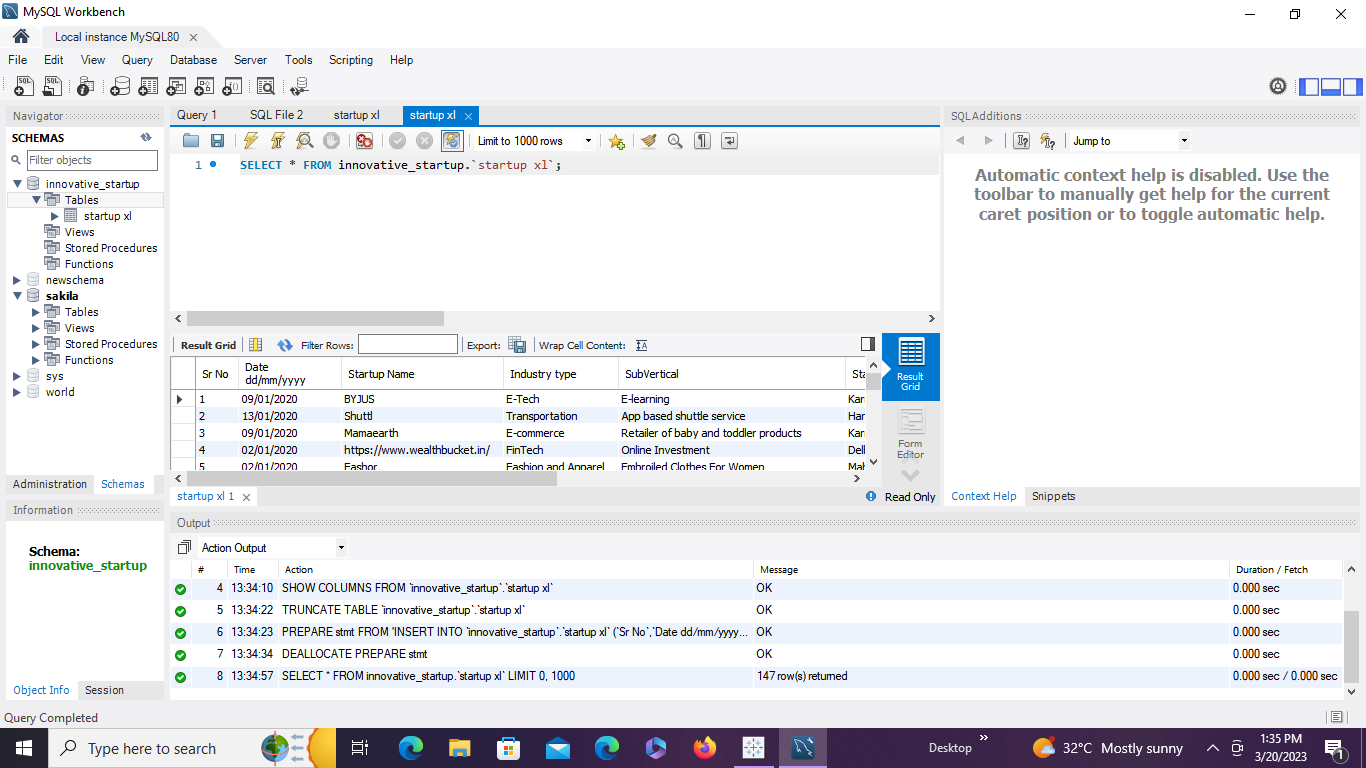 MySQL Workbench
Local instance MySQL80
File Edit View Query Database Server Tools Scripting Help
Navigator
SCHEMAS
Filter objects
innovative_startup
Tables
startup xl
Views
Stored Procedures
Functions
newschema
sakila
Tables
Views
Stored Procedures
Functions
sys
world
Administration Schemas
Information
Schema:
innovative_startup
Object Info Session
Query 1 SQL File 2 startup xl startup xl
Limit to 1000 rows
1 SELECT * FROM innovative_startup.`startup xl`;
Result Grid Filter Rows: Export: Wrap Cell Content:
Sr No Date dd/mm/yyyy Startup Name Industry type SubVertical Sta
1 09/01/2020 BYJUS E-Tech E-learning Kar
2 13/01/2020 Shuttl Transportation App based shuttle service Har
3 09/01/2020 Mamaearth E-commerce Retailer of baby and toddler products Kar
4 02/01/2020 https://www.wealthbucket.in/ FinTech Online Investment Dell
5 02/01/2020 Fashor Fashion and Apparel Embroiled Clothes For Women Mah
Result
Grid
Form
Editor
startup xl 1
Read Only
SQLAdditions
Jump to
Automatic context help is disabled. Use the
toolbar to manually get help for the current
caret position or to toggle automatic help.
Context Help Snippets
Output
Action Output
# Time Action Message Duration / Fetch
4 13:34:10 SHOW COLUMNS FROM `innovative_startup`.`startup xl` OK 0.000 sec
5 13:34:22 TRUNCATE TABLE `innovative_startup`.`startup xl` OK 0.000 sec
6 13:34:23 PREPARE stmt FROM 'INSERT INTO `innovative_startup`.`startup xl` (`Sr No`,`Date dd/mm/yyyy... OK 0.000 sec
7 13:34:34 DEALLOCATE PREPARE stmt OK 0.000 sec
8 13:34:57 SELECT * FROM innovative_startup.`startup xl` LIMIT 0, 1000 147 row(s) returned 0.000 sec / 0.000 sec
Query Completed
Type here to search
Desktop
32°C Mostly sunny
1:35 PM
3/20/2023
1